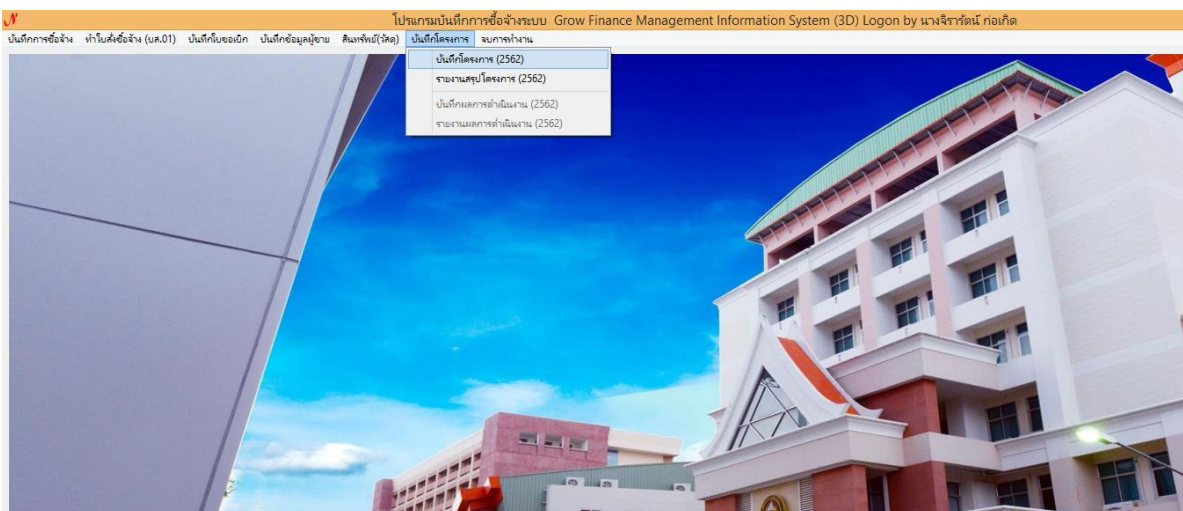 N
โปรแกรมบันทึกการซื้อจ้างระบบ Grow Finance Management Information System (3D) Logon by นางจิรารัตน์ ก่อเกิด
บันทึกการซื้อจ้าง ทำใบสั่งซื้อจ้าง (บส.01) บันทึกใบขอเบิก บันทึกข้อมูลผู้ขาย สินทรัพย์(วัสดุ) บันทึกโครงการ จบการทำงาน
บันทึกโครงการ (2562)
รายงานสรุปโครงการ (2562)
บันทึกผลการดำเนินงาน (2562)
รายงานผลการดำเนินงาน (2562)